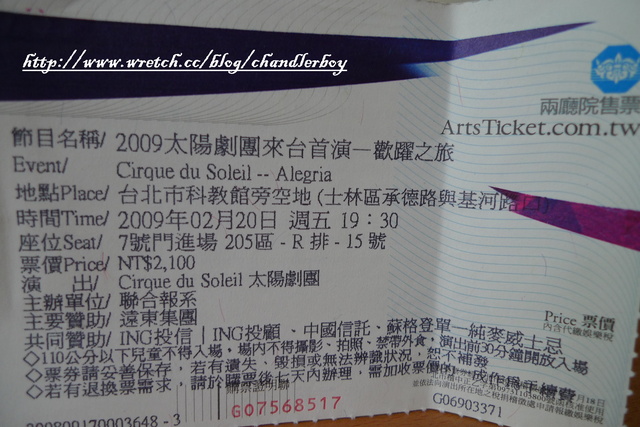 http://www.wretch.cc/blog/chandlerboy
兩廳院售票
ArtsTicket.com.tw
節目名稱/ 2009太陽劇團來台首演—歡躍之旅
Event/ Cirque du Soleil -- Alegria
地點Place/ 台北市科教館旁空地 (士林區承德路與基河路口)
時間Time/ 2009年02月20日 週五 19:30
座位Seat/ 7號門進場 205區 - R 排 - 15 號
票價Price/ NT$2,100
演 出/ Cirque du Soleil 太陽劇團
主辦單位/ 聯合報系
主要贊助/ 遠東集團
共同贊助/ ING投信｜ING投顧 、中國信託、蘇格登單一純麥威士忌
Price 票價
內含代繳娛樂稅
◇110公分以下兒童不得入場，場內不得攝影、拍照、禁帶外食，演出前30分鐘開放入場
◇票券請妥善保存，若有遺失、毀損或無法辨識狀況，恕不補發
◇若有退換票需求，請於購票後七天內辦理，需加收票價的一成作為手續費
G07568517
G06903371